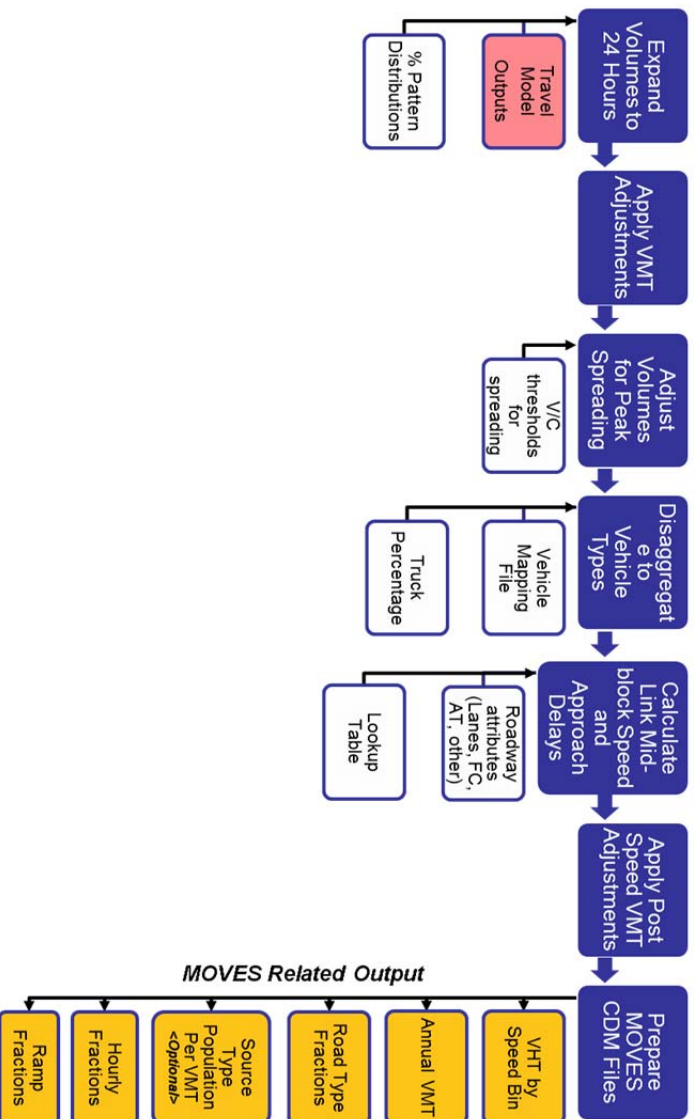 Expand
Volumes to
24 Hours
Travel
Model
Outputs
% Pattern
Distributions
Apply VMT
Adjustments
Adjust
Volumes
for Peak
Spreading
V/C
thresholds
for
spreading
Disaggregat
e to
Vehicle
Types
Vehicle
Mapping
File
Truck
Percentage
Calculate
Link Mid-
block Speed
and
Approach
Delays
Roadway
attributes
(Lanes, FC,
AT, other)
Lookup
Table
Apply Post
Speed VMT
Adjustments
Prepare
MOVES
CDM Files
MOVES Related Output
VHT by
Speed Bin
Annual VMT
Road Type
Fractions
Source
Type
Population
Per VMT
<Optional>
Hourly
Fractions
Ramp
Fractions